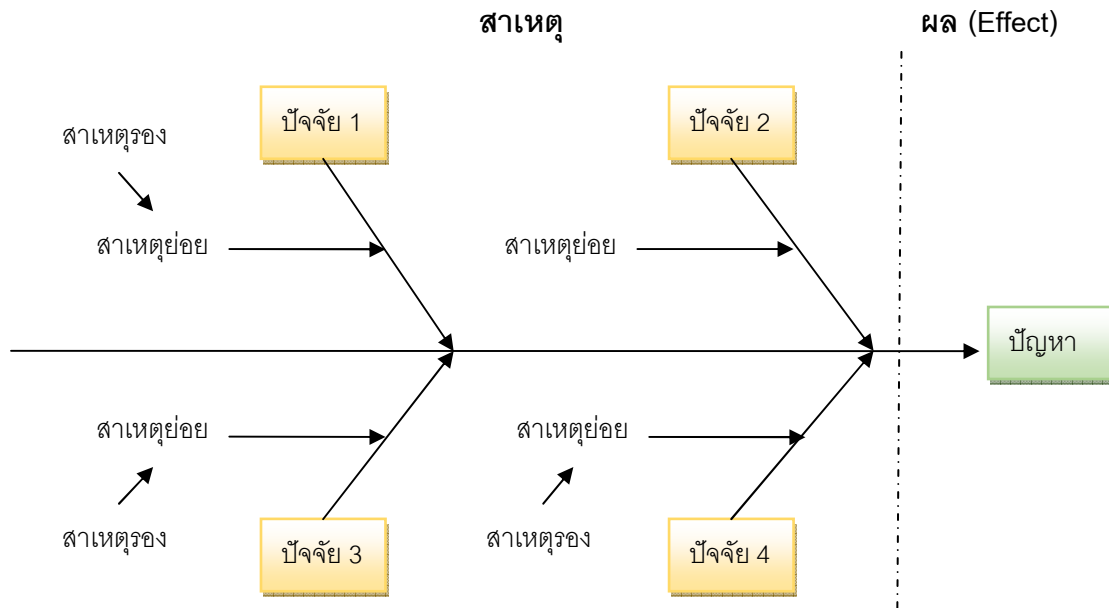 สาเหตุ
ผล (Effect)
ปัจจัย 1
ปัจจัย 2
สาเหตุรอง
สาเหตุย่อย
สาเหตุย่อย
ปัญหา
สาเหตุย่อย
สาเหตุย่อย
สาเหตุรอง
สาเหตุรอง
ปัจจัย 3
ปัจจัย 4